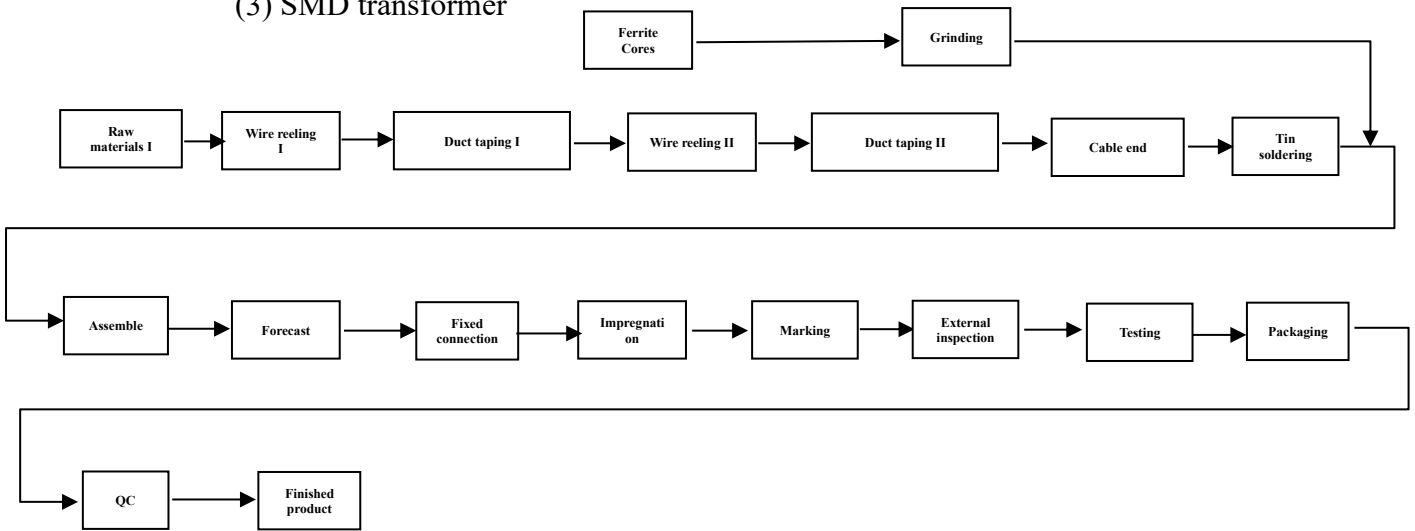 (3) SMD transformer
Ferrite
Cores
Grinding
Raw
materials I
Wire reeling
I
Duct taping I
Wire reeling II
Duct taping II
Cable end
Tin
soldering
Assemble
Forecast
Fixed
connection
Impregnati
on
Marking
External
inspection
Testing
Packaging
QC
Finished
product